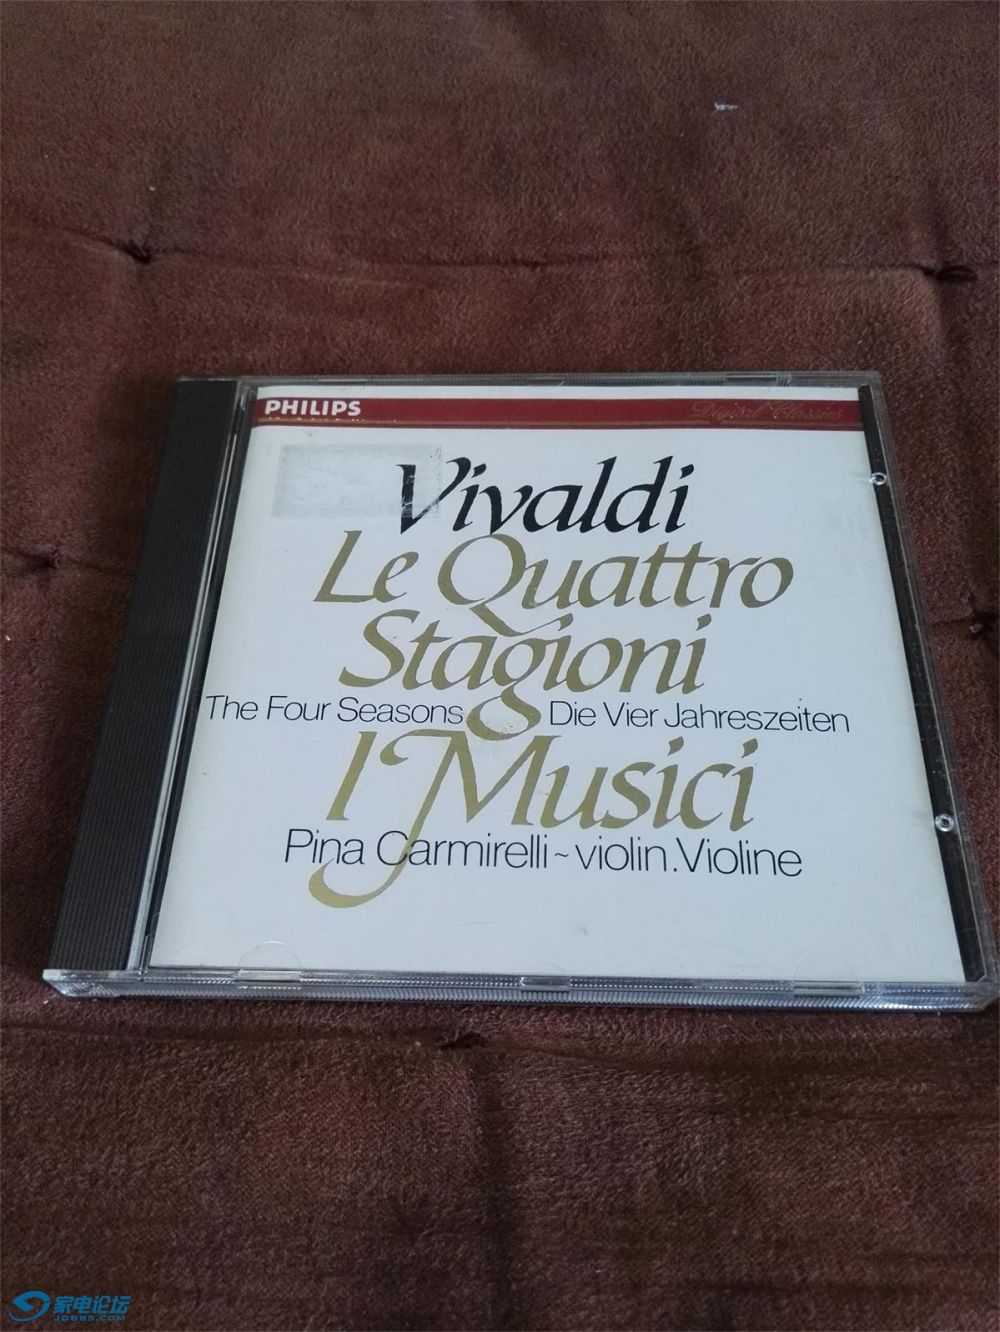 PHILIPS
Digital Classics
Vivaldi
Le Quattro
Stagioni
The Four Seasons Die Vier Jahreszeiten
I Musici
Pina Carmirelli ~ violin.Violine
家电论坛
JDBBS.COM